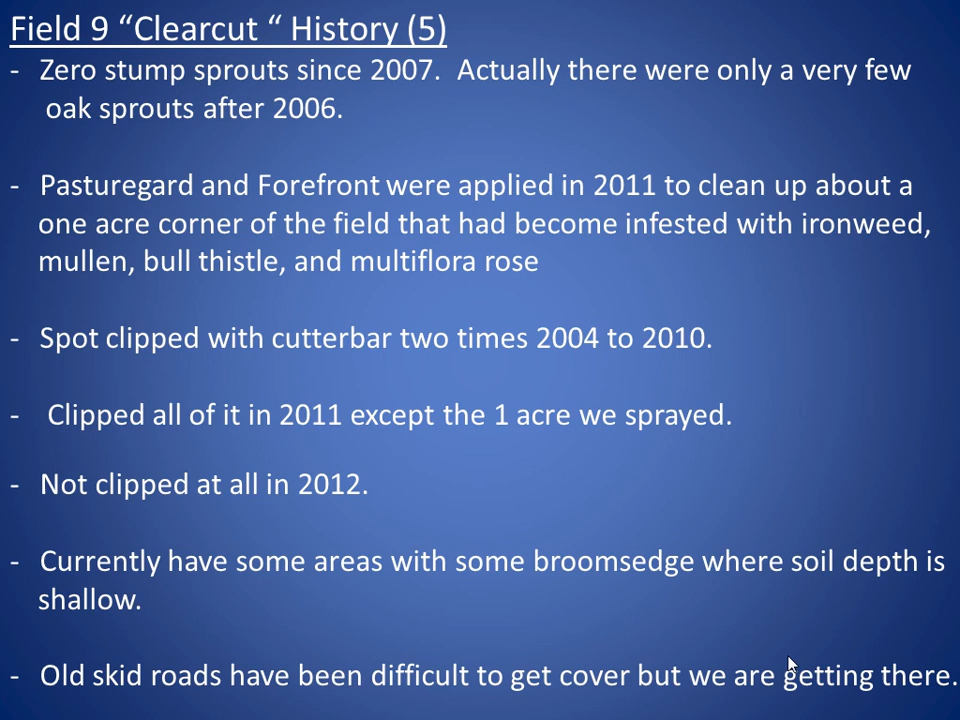 Field 9 “Clearcut “ History (5)
- Zero stump sprouts since 2007. Actually there were only a very few
oak sprouts after 2006.
- Pasturegard and Forefront were applied in 2011 to clean up about a
one acre corner of the field that had become infested with ironweed,
mullen, bull thistle, and multiflora rose
- Spot clipped with cutterbar two times 2004 to 2010.
- Clipped all of it in 2011 except the 1 acre we sprayed.
- Not clipped at all in 2012.
- Currently have some areas with some broomsedge where soil depth is
shallow.
- Old skid roads have been difficult to get cover but we are getting there.